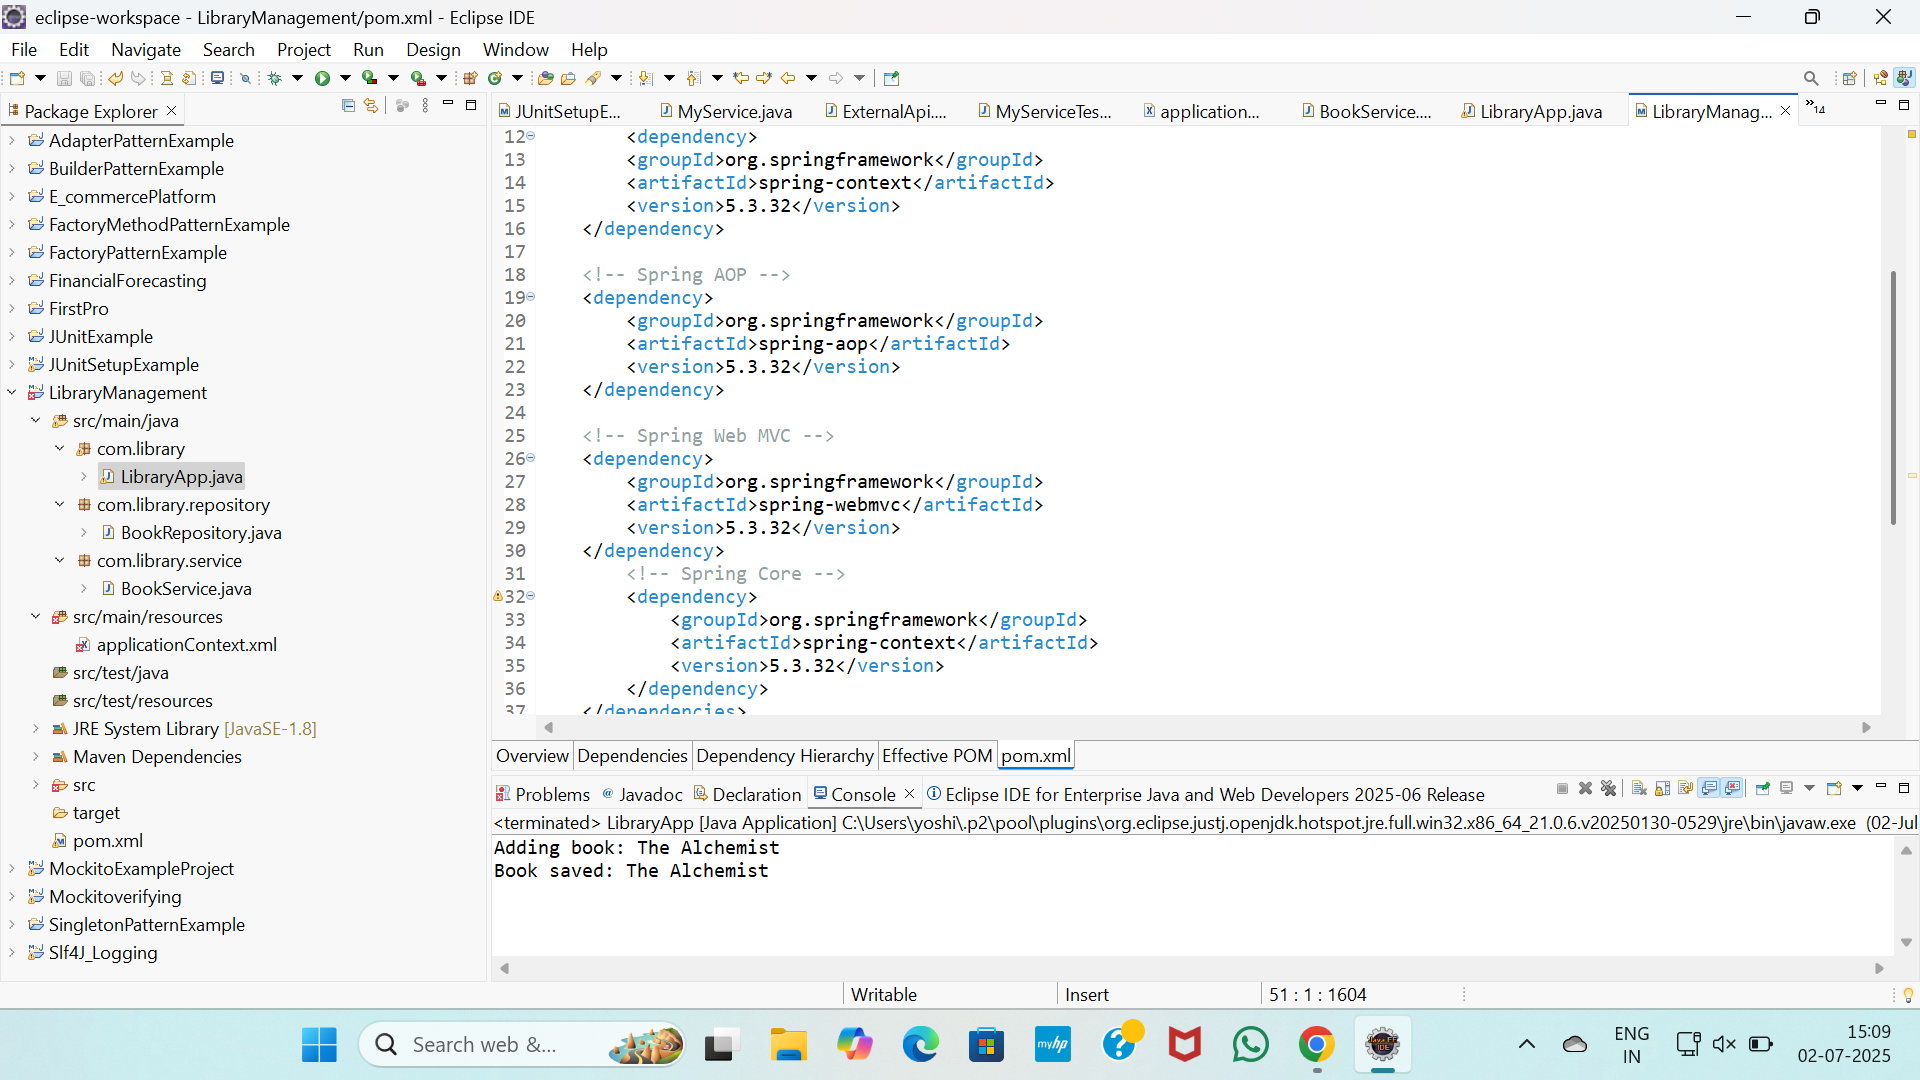 eclipse-workspace - LibraryManagement/pom.xml - Eclipse IDE
File Edit Navigate Search Project Run Design Window Help
Package Explorer
AdapterPatternExample
BuilderPatternExample
E_commercePlatform
FactoryMethodPatternExample
FactoryPatternExample
FinancialForecasting
FirstPro
JUnitExample
JUnitSetupExample
LibraryManagement
src/main/java
com.library
LibraryApp.java
com.library.repository
BookRepository.java
com.library.service
BookService.java
src/main/resources
applicationContext.xml
src/test/java
src/test/resources
JRE System Library [JavaSE-1.8]
Maven Dependencies
src
target
pom.xml
MockitoExampleProject
Mockitoverifying
SingletonPatternExample
Slf4J_Logging
JUnitSetupE... MyService.java ExternalApi.... MyServiceTes... application... BookService.... LibraryApp.java LibraryManag... »14
12 <dependency>
13 <groupId>org.springframework</groupId>
14 <artifactId>spring-context</artifactId>
15 <version>5.3.32</version>
16 </dependency>
17
18 <!-- Spring AOP -->
19 <dependency>
20 <groupId>org.springframework</groupId>
21 <artifactId>spring-aop</artifactId>
22 <version>5.3.32</version>
23 </dependency>
24
25 <!-- Spring Web MVC -->
26 <dependency>
27 <groupId>org.springframework</groupId>
28 <artifactId>spring-webmvc</artifactId>
29 <version>5.3.32</version>
30 </dependency>
31 <!-- Spring Core -->
32 <dependency>
33 <groupId>org.springframework</groupId>
34 <artifactId>spring-context</artifactId>
35 <version>5.3.32</version>
36 </dependency>
37 </dependencies>
Overview Dependencies Dependency Hierarchy Effective POM pom.xml
Problems @ Javadoc Declaration Console Eclipse IDE for Enterprise Java and Web Developers 2025-06 Release
<terminated> LibraryApp [Java Application] C:\Users\yoshi\.p2\pool\plugins\org.eclipse.justj.openjdk.hotspot.jre.full.win32.x86_64_21.0.6.v20250130-0529\jre\bin\javaw.exe (02-Jul
Adding book: The Alchemist
Book saved: The Alchemist
Writable Insert 51 : 1 : 1604
Search web &...
myhp
ENG
IN
15:09
02-07-2025